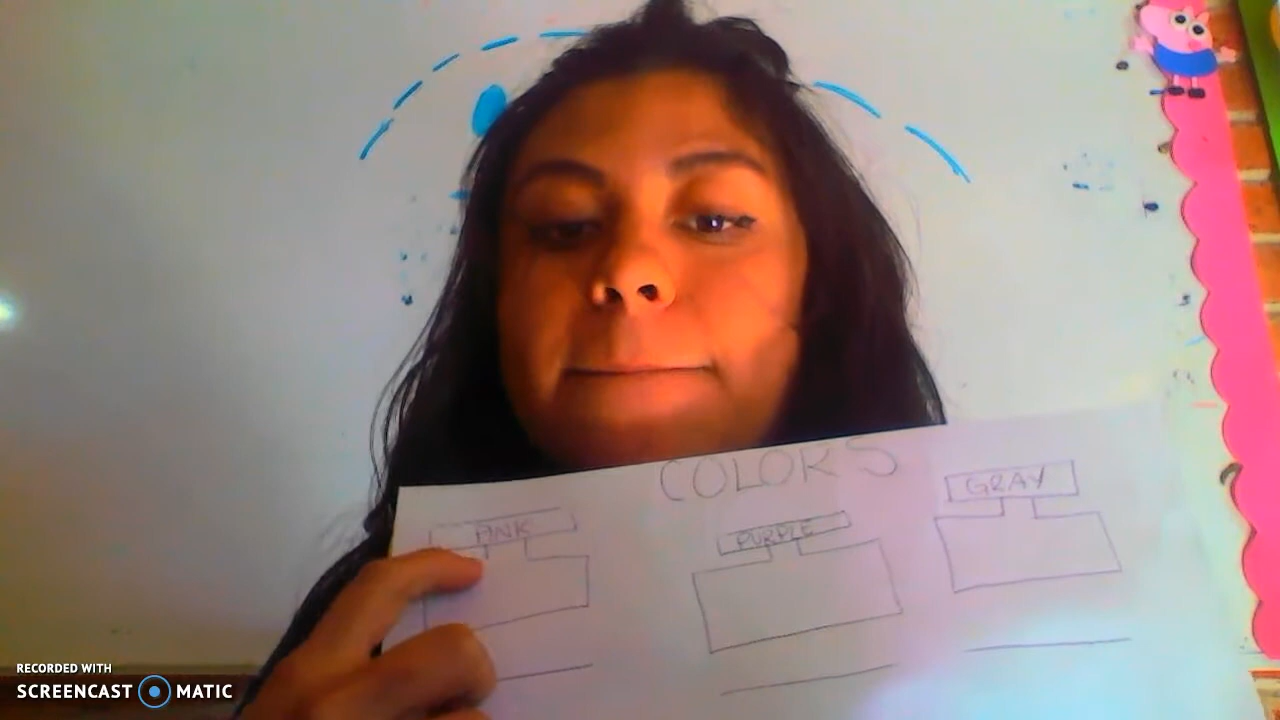 COLORS
PINK
PURPLE
GRAY
RECORDED WITH
SCREENCAST MATIC